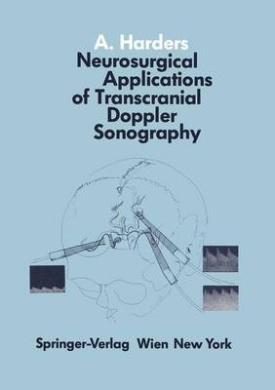 A. Harders
Neurosurgical
Applications
of Transcranial
Doppler
Sonography
Springer-Verlag Wien New York